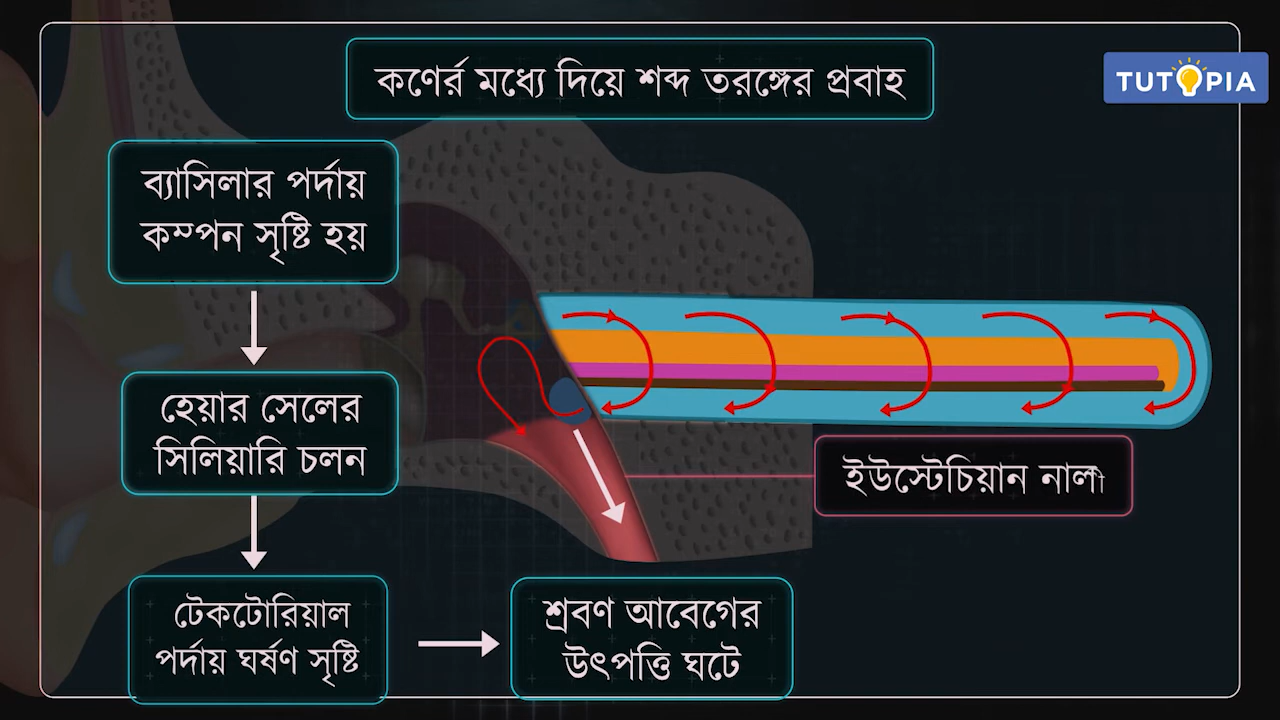 কণের্র মধ্যে দিয়ে শব্দ তরঙ্গের প্রবাহ
TUTOPIA
ব্যাসিলার পর্দায়
কম্পন সৃষ্টি হয়
হেয়ার সেলের
সিলিয়ারি চলন
ইউস্টেচিয়ান নালী
টেকটোরিয়াল
পর্দায় ঘর্ষণ সৃষ্টি
শ্রবণ আবেগের
উৎপত্তি ঘটে